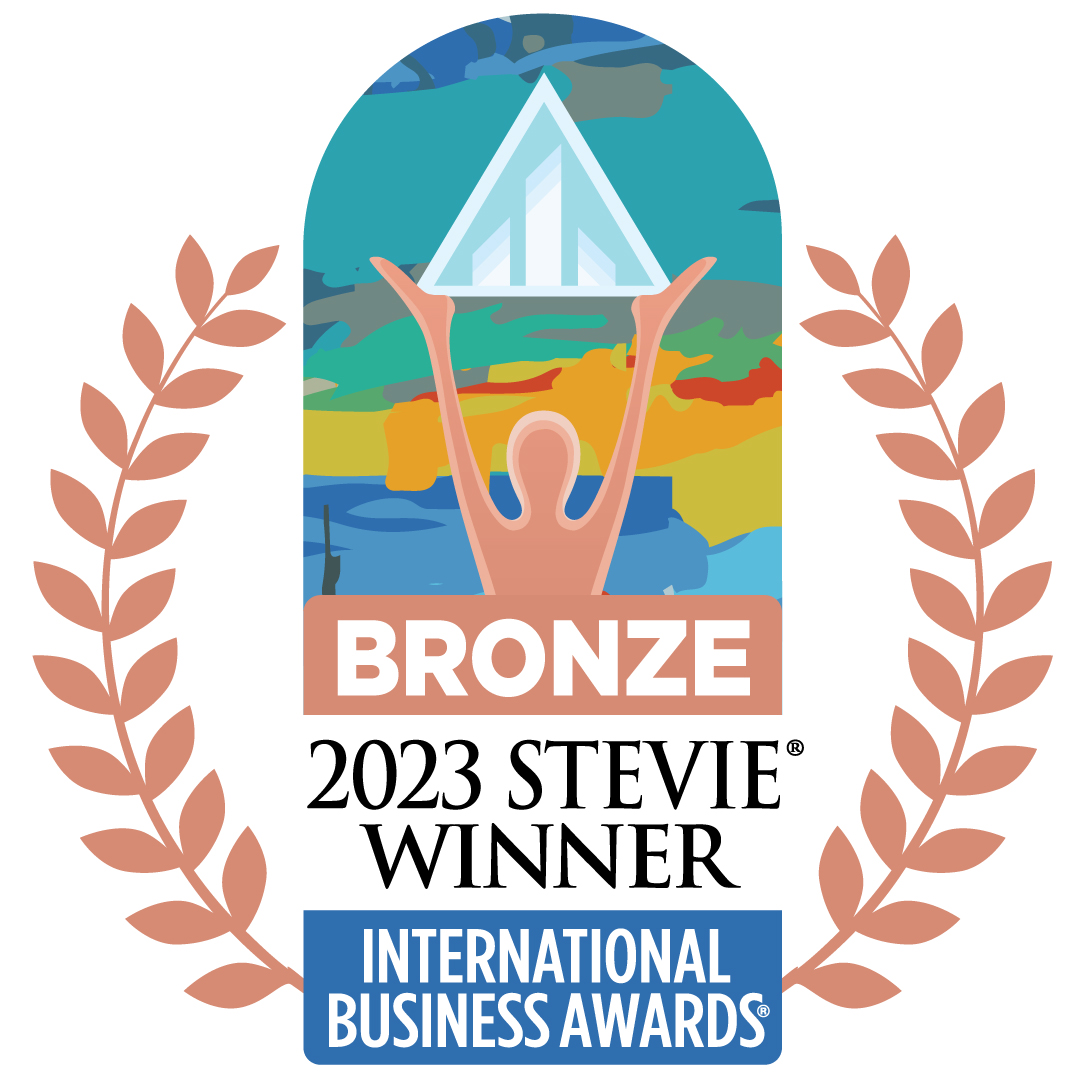 BRONZE
2023 STEVIE®
WINNER
INTERNATIONAL
BUSINESS AWARDS®